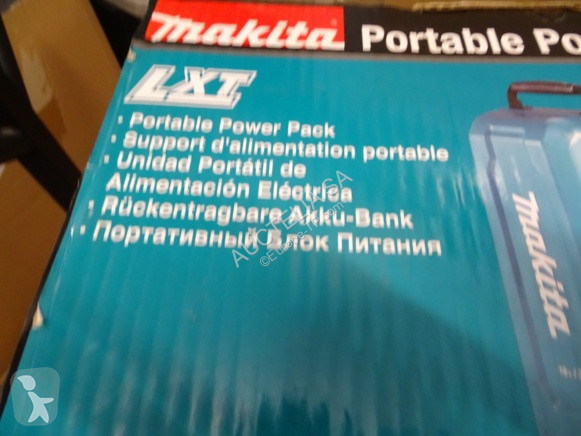 makita Portable Po
LXT
· Portable Power Pack
· Support d'alimentation portable
· Unidad Portátil de
Alimentación Eléctrica
· Rückentragbare Akku-Bank
· Портативный Блок Питания
makita